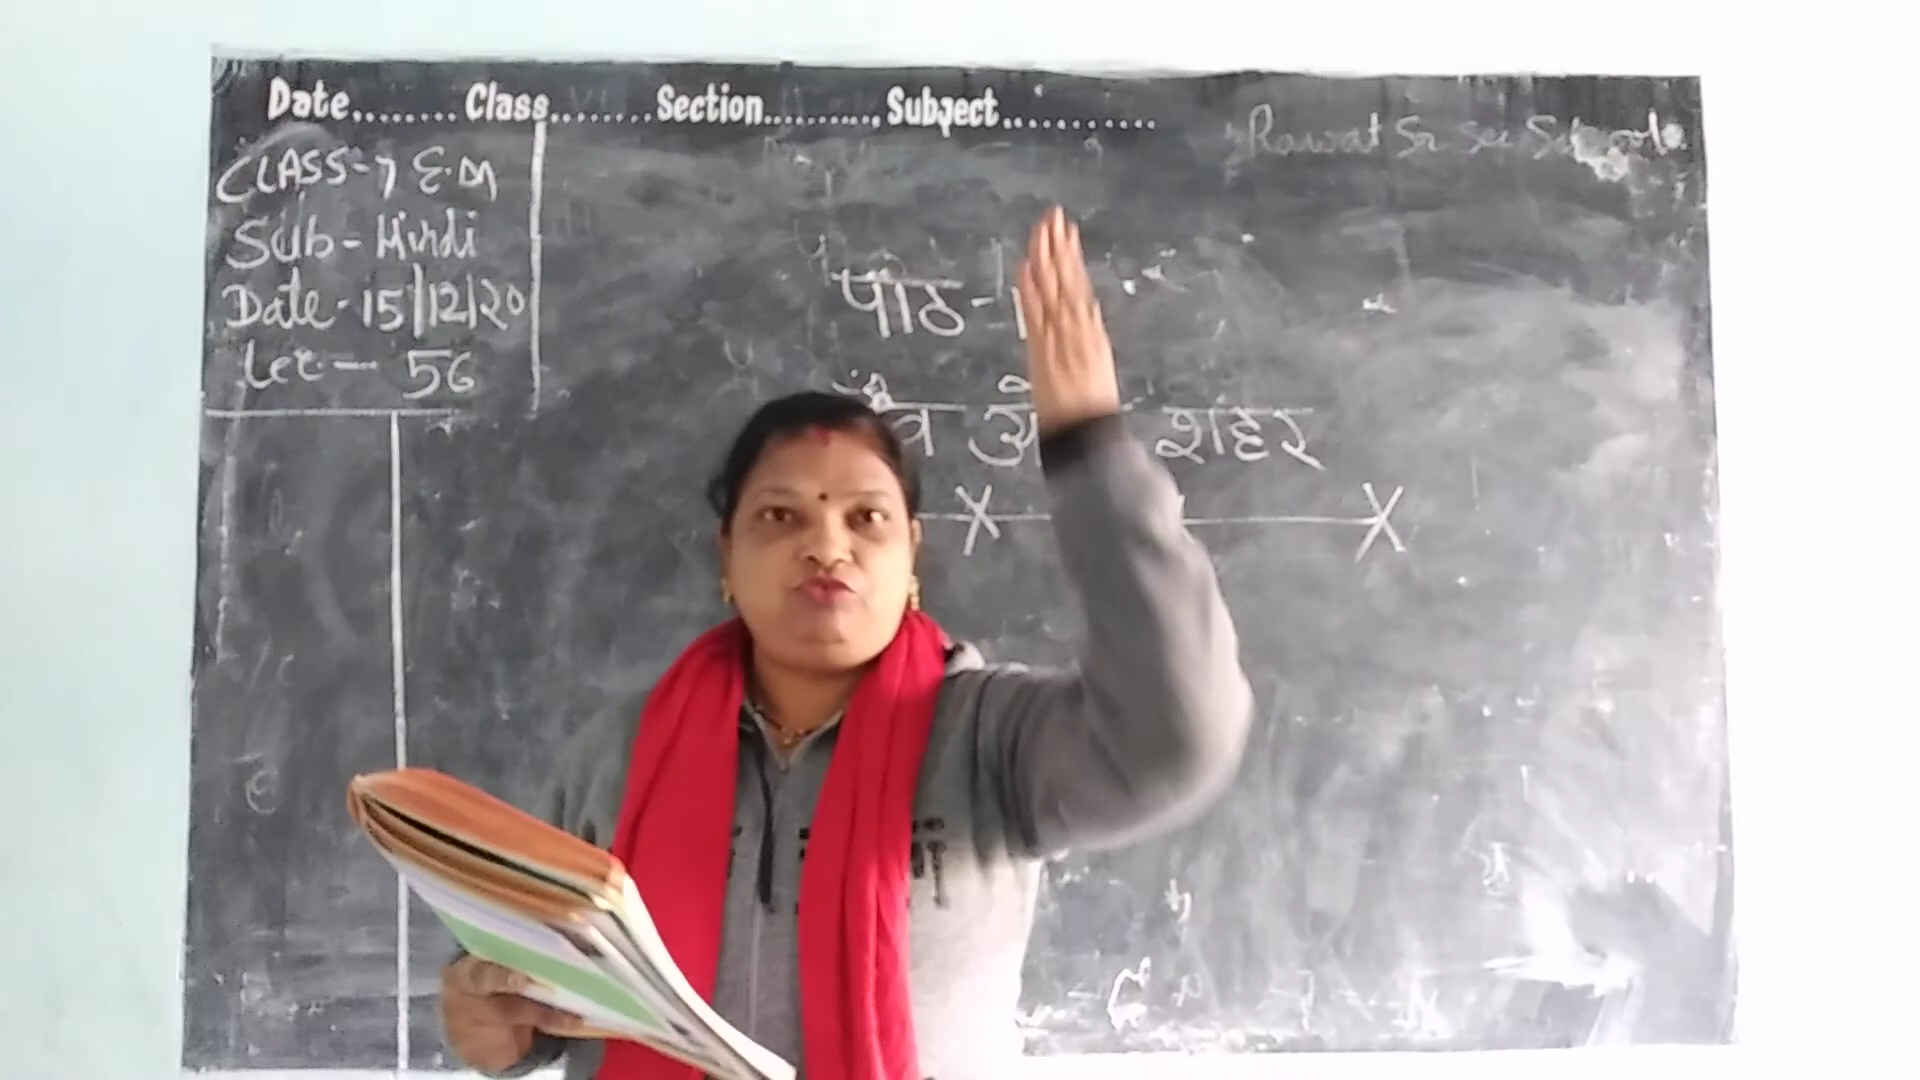 Date........ Class........ Section.......... Subject............
Rawat Sr Sec School
CLASS-7 E.M
Sub - Hindi
Date - 15/12/20
Lec - 56
पाठ-
शहर
X X